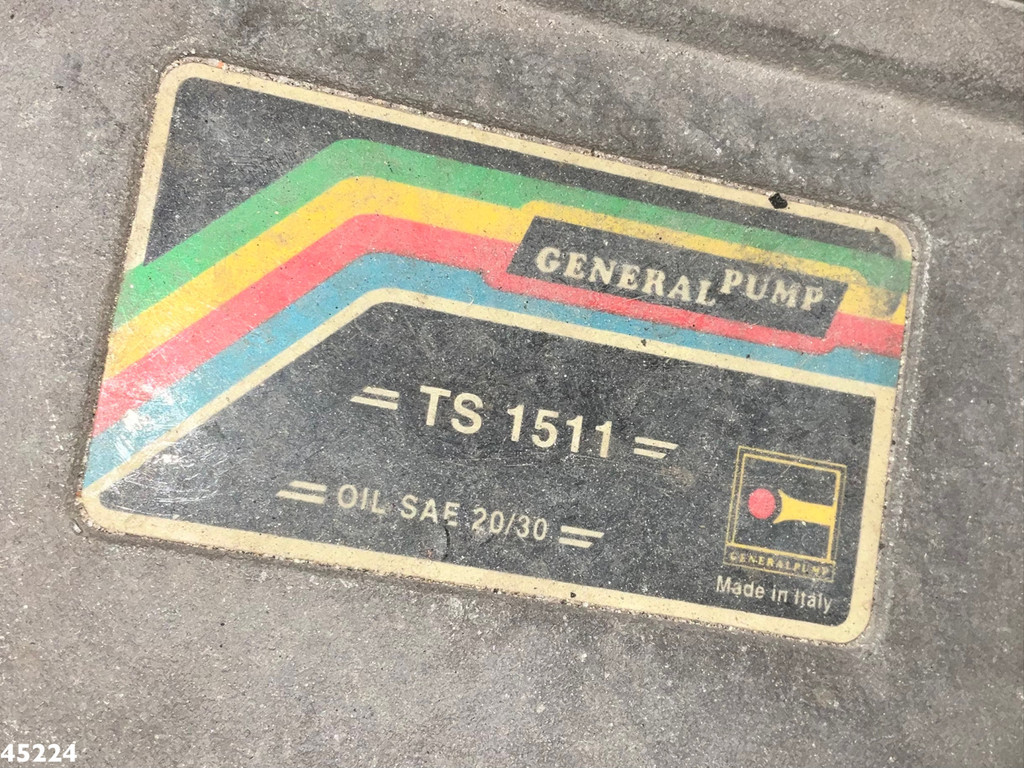 GENERAL PUMP
TS 1511
OIL SAE 20/30
GENERALPUMP
Made in Italy
45224